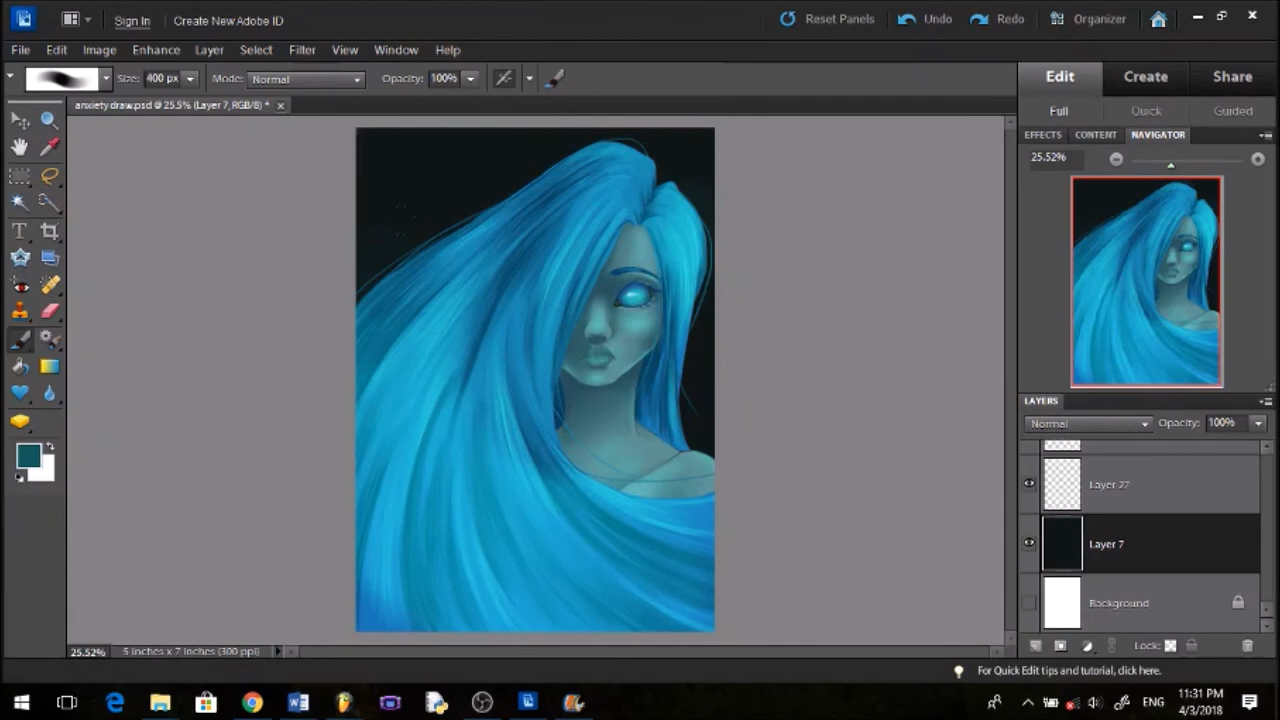 Sign In Create New Adobe ID Reset Panels Undo Redo Organizer
File Edit Image Enhance Layer Select Filter View Window Help
Size: 400 px Mode: Normal Opacity: 100%
Edit Create Share
anxiety draw.psd @ 25.5% (Layer 7, RGB/8) *
Full Quick Guided
EFFECTS CONTENT NAVIGATOR
25.52%
LAYERS
Normal Opacity: 100%
Layer 27
Layer 7
Background
Lock:
25.52% 5 inches x 7 inches (300 ppi)
For Quick Edit tips and tutorial, click here.
ENG
11:31 PM
4/3/2018